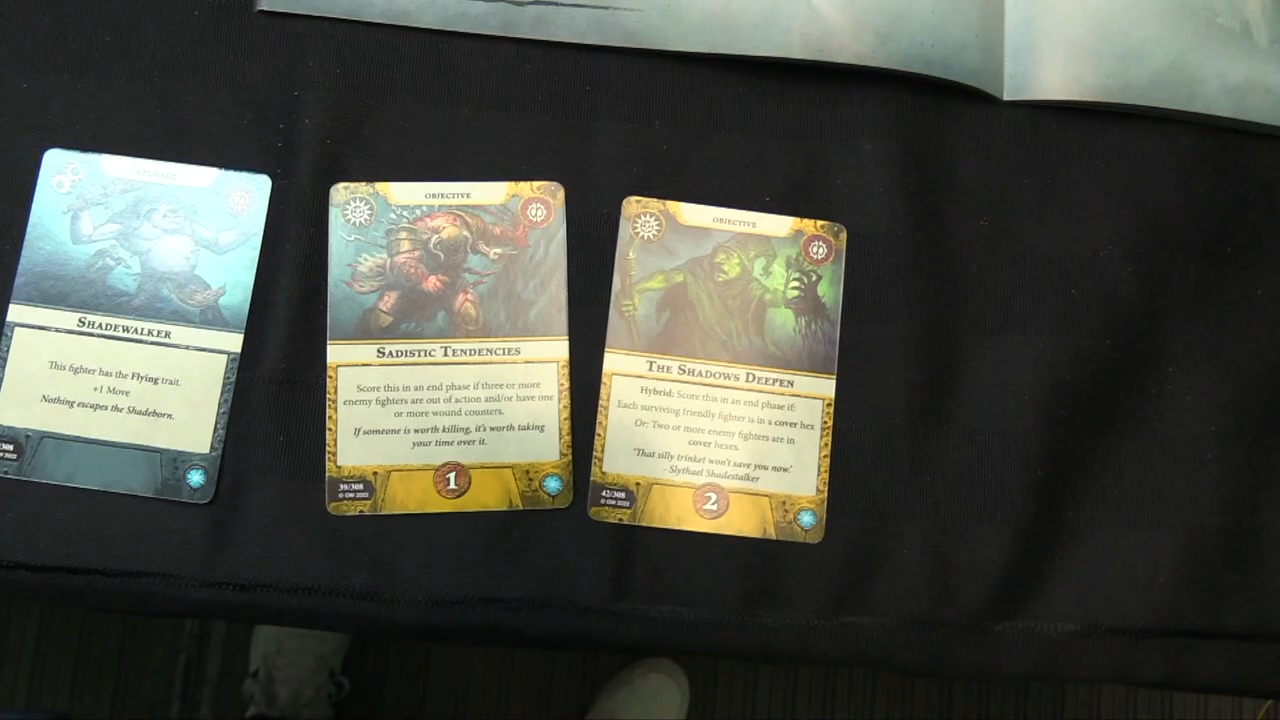 UPGRADE
SHADEWALKER
This fighter has the Flying trait.
+1 Move
Nothing escapes the Shadeborn.
/308
2022
OBJECTIVE
SADISTIC TENDENCIES
Score this in an end phase if three or more
enemy fighters are out of action and/or have one
or more wound counters.
If someone is worth killing, it's worth taking
your time over it.
1
39/308
© GW 2022
OBJECTIVE
THE SHADOWS DEEPEN
Hybrid: Score this in an end phase if:
Each surviving friendly fighter is in a cover hex
Or: Two or more enemy fighters are in
cover hexes.
'That silly trinket won't save you now.'
- Slythael Shadestalker
2
42/308
© GW 2022